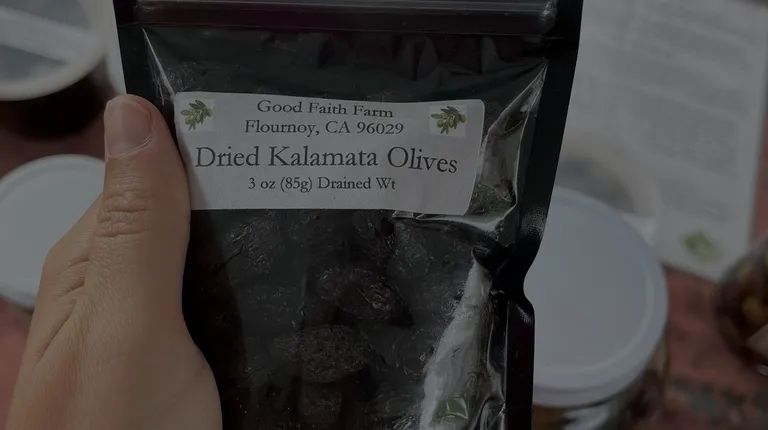 Good Faith Farm
Flournoy, CA 96029
Dried Kalamata Olives
3 oz (85g) Drained Wt